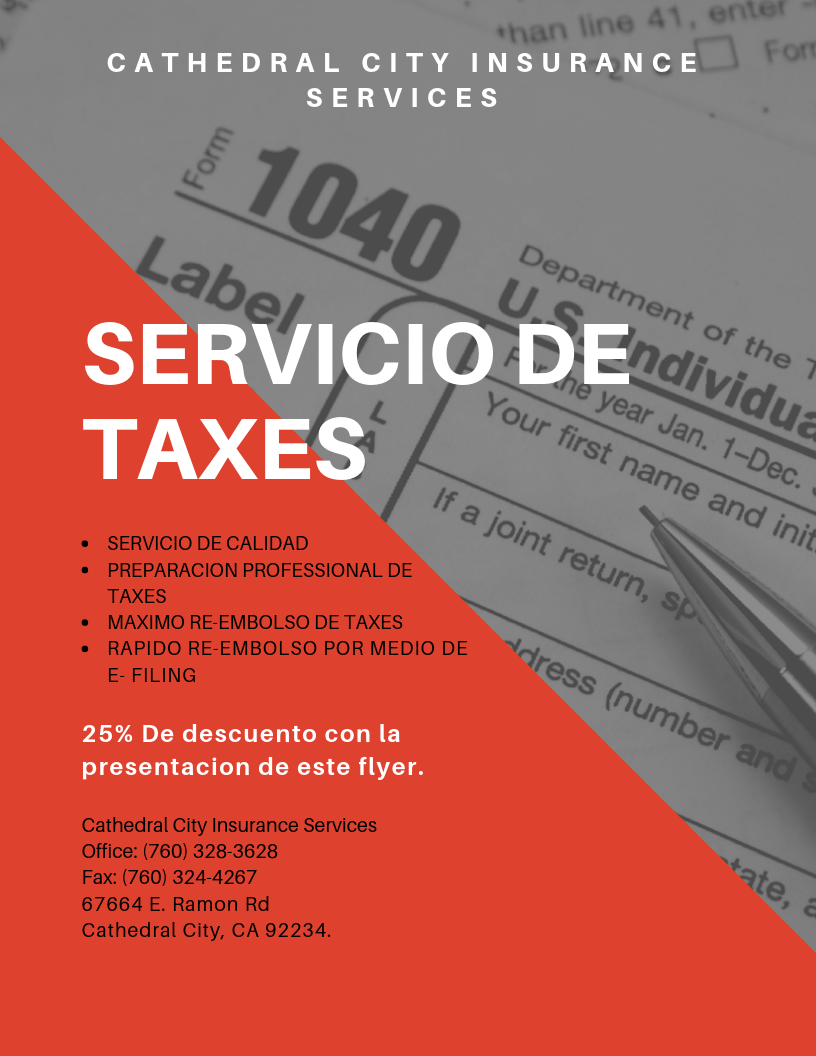 CATHEDRAL CITY INSURANCE
SERVICES
than line 41, enter
Form
Form
1040
Label
Department of the T
U.S. Individua
For the year Jan. 1–Dec. 3
L
A
Your first name and initi
If a joint return, sp
ddress (number and s
state, a
SERVICIO DE
TAXES
• SERVICIO DE CALIDAD
• PREPARACION PROFESSIONAL DE
TAXES
• MAXIMO RE-EMBOLSO DE TAXES
• RAPIDO RE-EMBOLSO POR MEDIO DE
E- FILING
25% De descuento con la
presentacion de este flyer.
Cathedral City Insurance Services
Office: (760) 328-3628
Fax: (760) 324-4267
67664 E. Ramon Rd
Cathedral City, CA 92234.